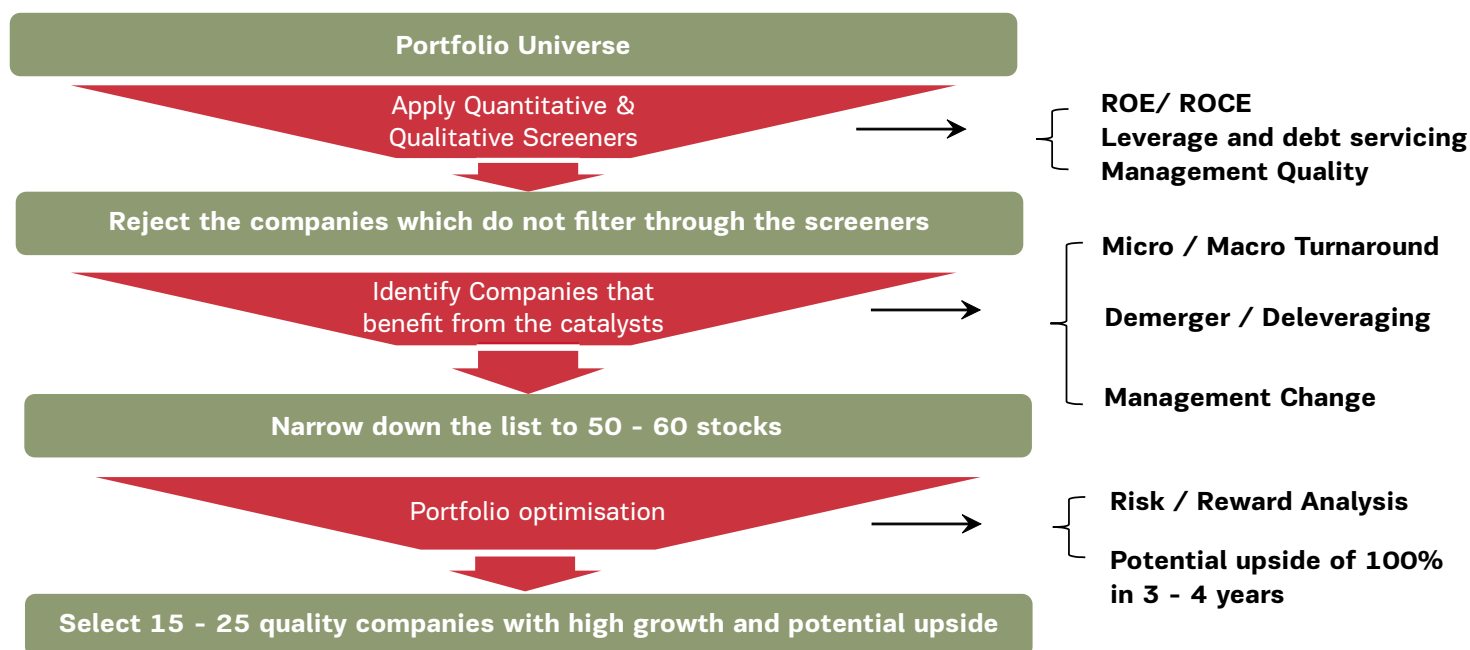 Portfolio Universe
Apply Quantitative &
Qualitative Screeners
ROE/ ROCE
Leverage and debt servicing
Management Quality
Reject the companies which do not filter through the screeners
Identify Companies that
benefit from the catalysts
Micro / Macro Turnaround
Demerger / Deleveraging
Management Change
Narrow down the list to 50 - 60 stocks
Portfolio optimisation
Risk / Reward Analysis
Potential upside of 100%
in 3 - 4 years
Select 15 - 25 quality companies with high growth and potential upside